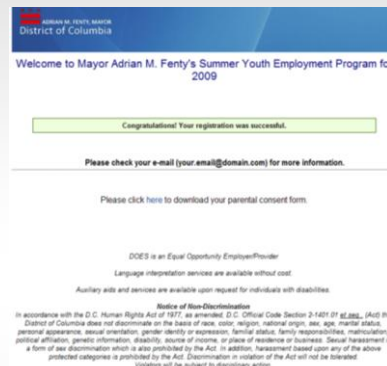 ADRIAN M. FENTY, MAYOR
District of Columbia
Welcome to Mayor Adrian M. Fenty's Summer Youth Employment Program fo
2009
Congratulations! Your registration was successful.
Please check your e-mail (your.email@domain.com) for more information.
Please click here to download your parental consent form.
DOES is an Equal Opportunity Employer/Provider
Language interpretation services are available without cost.
Auxiliary aids and services are available upon request for individuals with disabilities.
Notice of Non-Discrimination
In accordance with the D.C. Human Rights Act of 1977, as amended, D.C. Official Code Section 2-1401.01 et seq., (Act) th
District of Columbia does not discriminate on the basis of race, color, religion, national origin, sex, age, marital status,
personal appearance, sexual orientation, gender identity or expression, familial status, family responsibilities, matriculation,
political affiliation, genetic information, disability, source of income, or place of residence or business. Sexual harassment i
a form of sex discrimination which is also prohibited by the Act. In addition, harassment based upon any of the above
protected categories is prohibited by the Act. Discrimination in violation of the Act will not be tolerated.
Violators will be subject to disciplinary action.